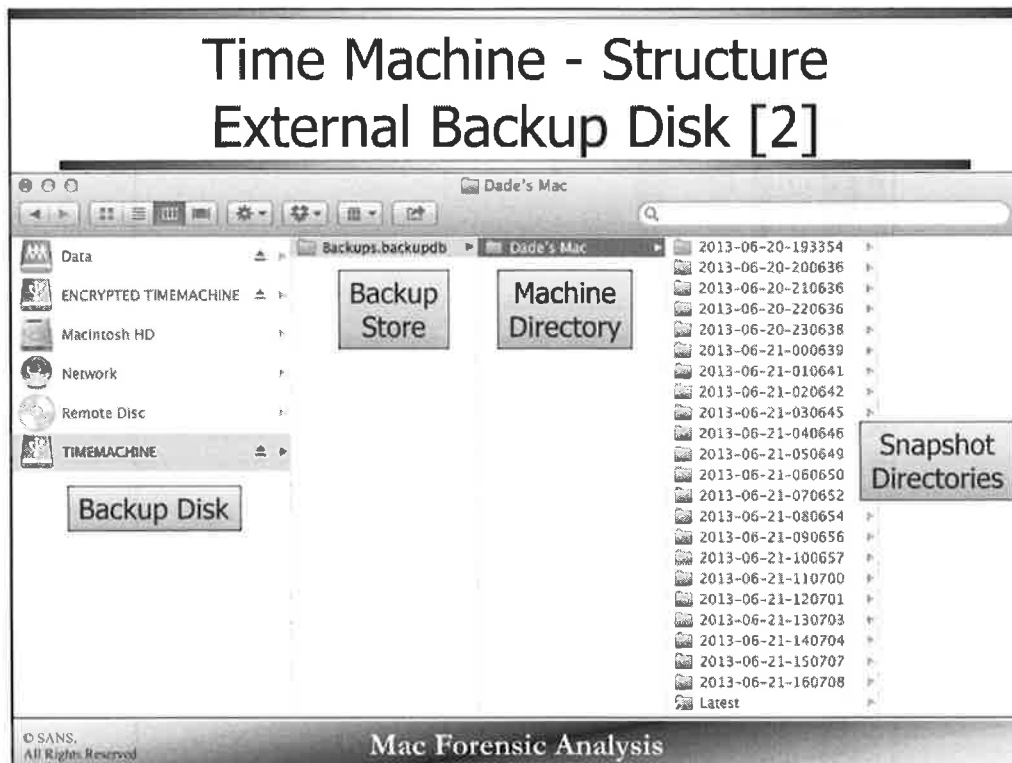 Time Machine - Structure
External Backup Disk [2]
Dade's Mac
Data
ENCRYPTED TIMEMACHINE
Macintosh HD
Network
Remote Disc
TIMEMACHINE
Backup Disk
Backups.backupdb
Backup
Store
Dade's Mac
Machine
Directory
2013-06-20-193354
2013-06-20-200636
2013-06-20-210636
2013-06-20-220636
2013-06-20-230638
2013-06-21-000639
2013-06-21-010641
2013-06-21-020642
2013-06-21-030645
2013-06-21-040646
2013-06-21-050649
2013-06-21-060650
2013-06-21-070652
2013-06-21-080654
2013-06-21-090656
2013-06-21-100657
2013-06-21-110700
2013-06-21-120701
2013-06-21-130703
2013-06-21-140704
2013-06-21-150707
2013-06-21-160708
Latest
Snapshot
Directories
© SANS,
All Rights Reserved
Mac Forensic Analysis